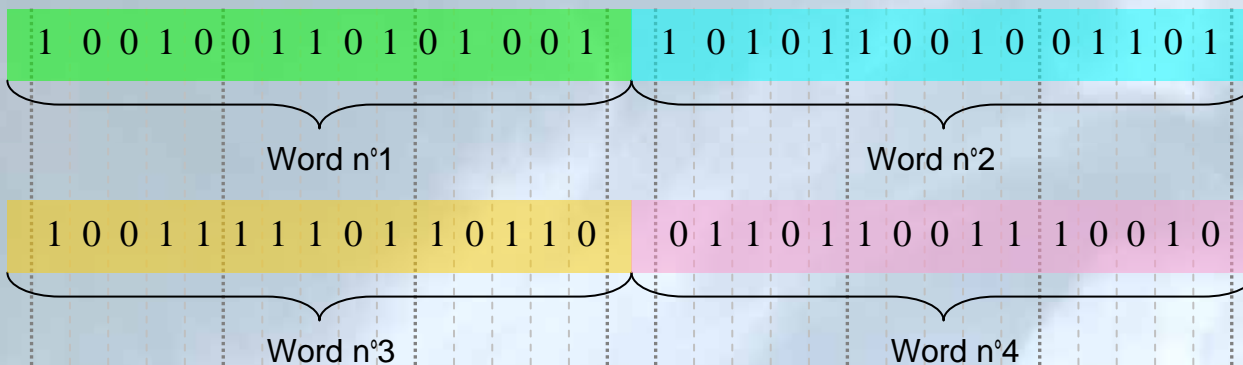 1 0 0 1 0 0 1 1 0 1 0 1 0 0 1 1 0 1 0 1 1 0 0 1 0 0 1 1 0 1
Word n°1 Word n°2
1 0 0 1 1 1 1 1 0 1 1 0 1 1 0 0 1 1 0 1 1 0 0 1 1 1 0 0 1 0
Word n°3 Word n°4